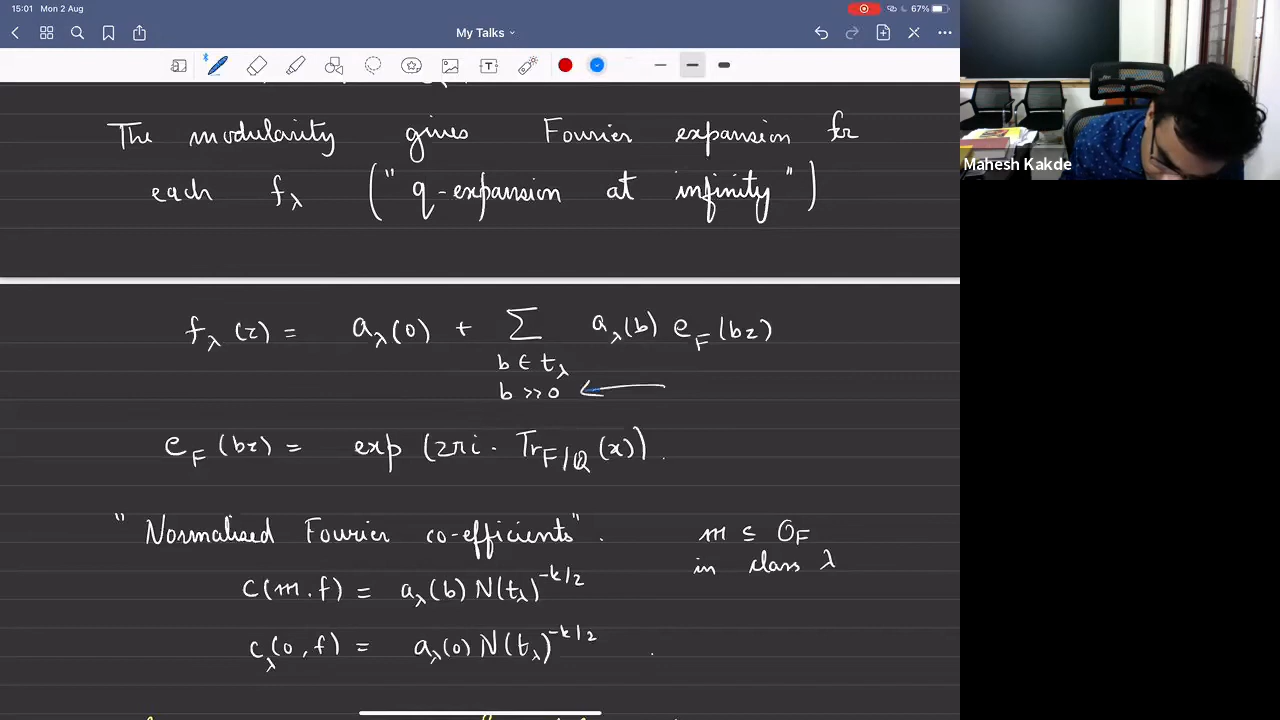 15:01 Mon 2 Aug
67%
My Talks
The modularity gives Fourier expansion for
each f_λ ("q-expansion at infinity")
f_λ(z) = a_λ(0) + Σ a_λ(b) e_F(bz)
b ∈ t_λ
b >> 0
e_F(bz) = exp(2πi · Tr_{F/Q}(x)).
"Normalised Fourier co-efficients".
m ⊆ O_F
in class λ
c(m, f) = a_λ(b) N(t_λ)^{-k/2}
c_λ(0, f) = a_λ(0) N(t_λ)^{-k/2}.
Mahesh Kakde